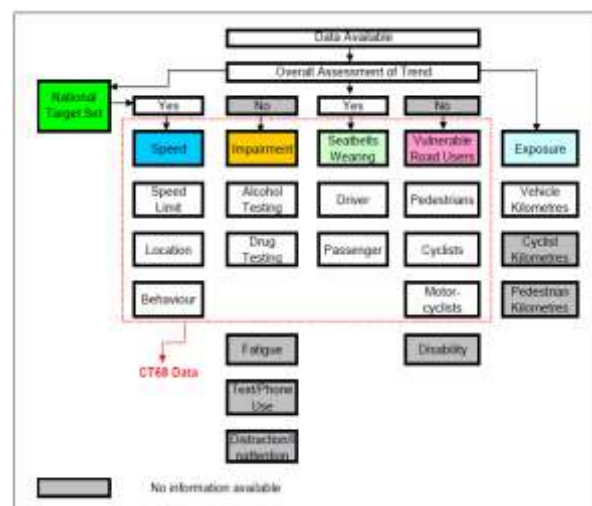 Data Available
Overall Assessment of Trend
National
Target Set
Yes
No
Yes
No
Speed
Impairment
Seatbelts
Wearing
Vulnerable
Road Users
Exposure
Speed
Limit
Alcohol
Testing
Driver
Pedestrians
Vehicle
Kilometres
Location
Drug
Testing
Passenger
Cyclists
Cyclist
Kilometres
Behaviour
Motor-
cyclists
Pedestrian
Kilometres
Fatigue
Disability
CT68 Data
Text/Phone
Use
Distraction/I
nattention
No information available